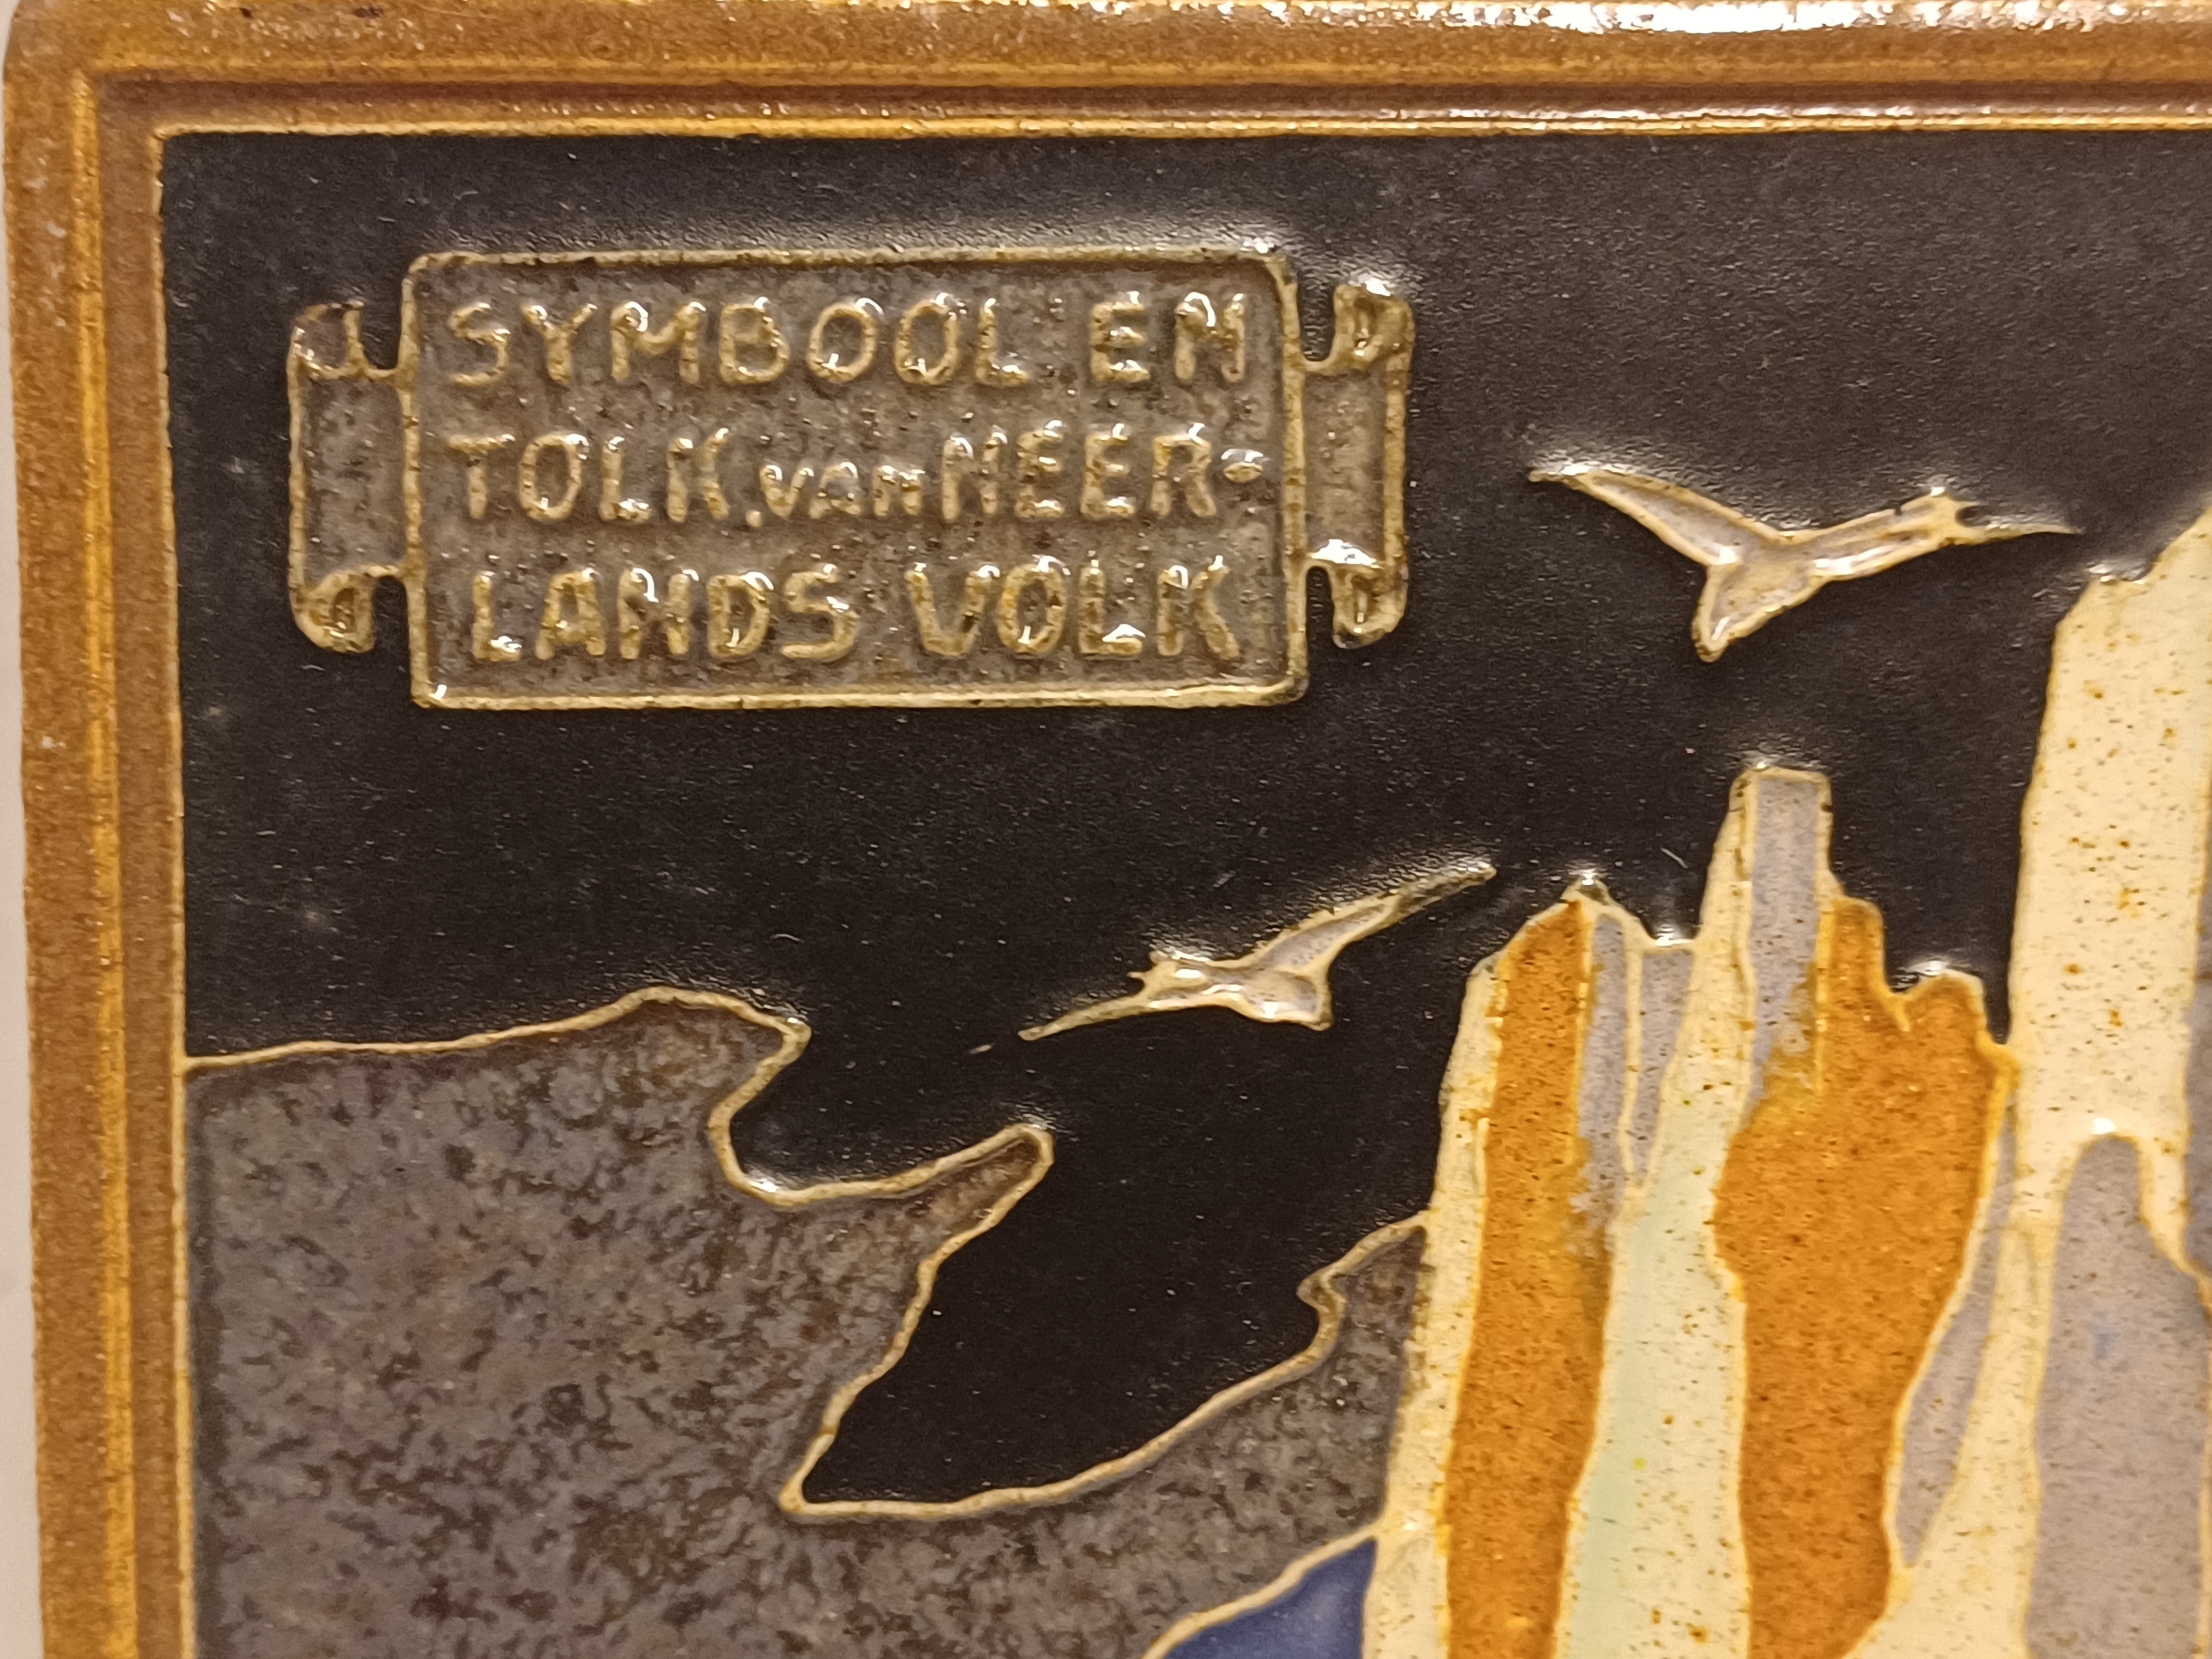 SYMBOOL EN
TOLK.van NEER-
LANDS VOLK